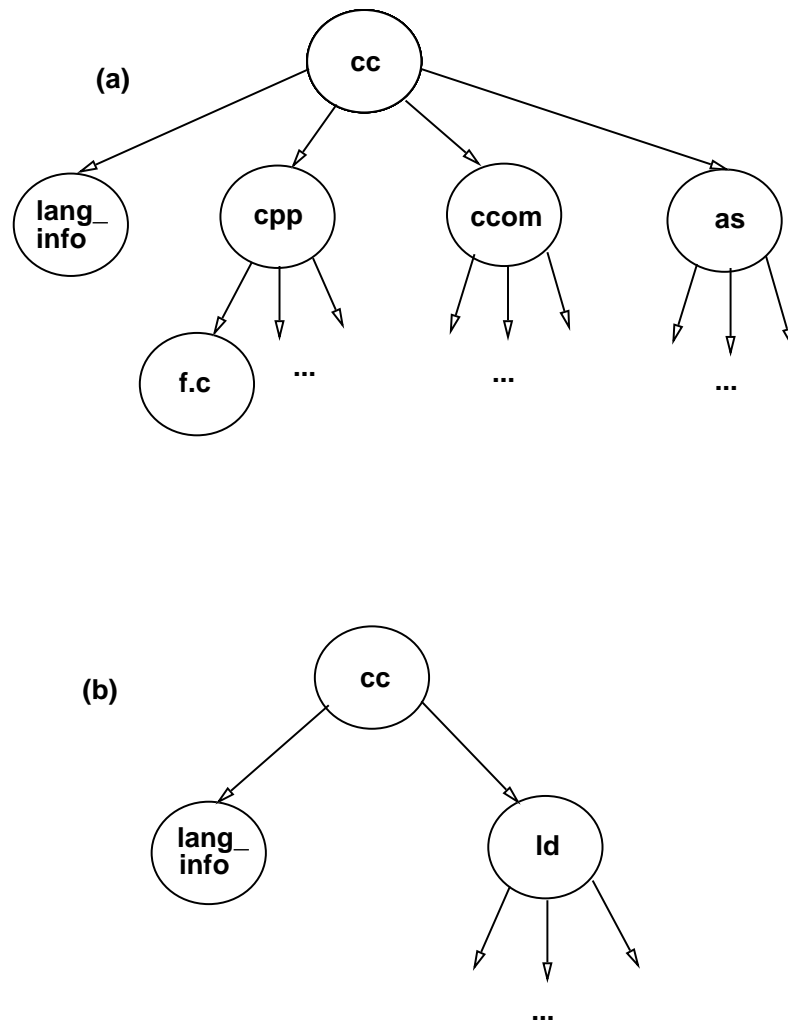 cc
(a)
lang_
info
cpp
ccom
as
f.c
...
...
...
cc
(b)
lang_
info
ld
...